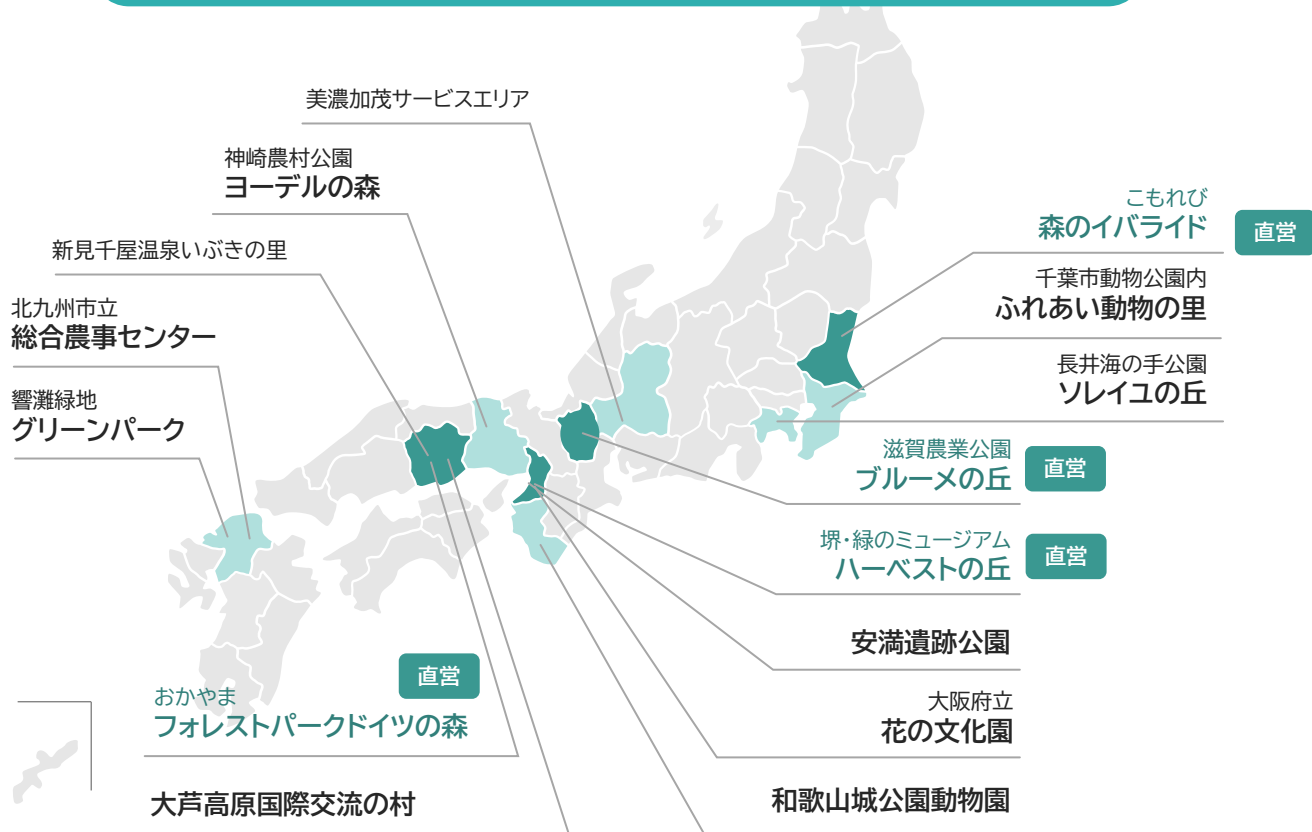 美濃加茂サービスエリア
神崎農村公園
ヨーデルの森
新見千屋温泉いぶきの里
北九州市立
総合農事センター
響灘緑地
グリーンパーク
こもれび
森のイバライド
直営
千葉市動物公園内
ふれあい動物の里
長井海の手公園
ソレイユの丘
滋賀農業公園
ブルーメの丘
直営
堺・緑のミュージアム
ハーベストの丘
直営
安満遺跡公園
大阪府立
花の文化園
和歌山城公園動物園
直営
おかやま
フォレストパークドイツの森
大芦高原国際交流の村